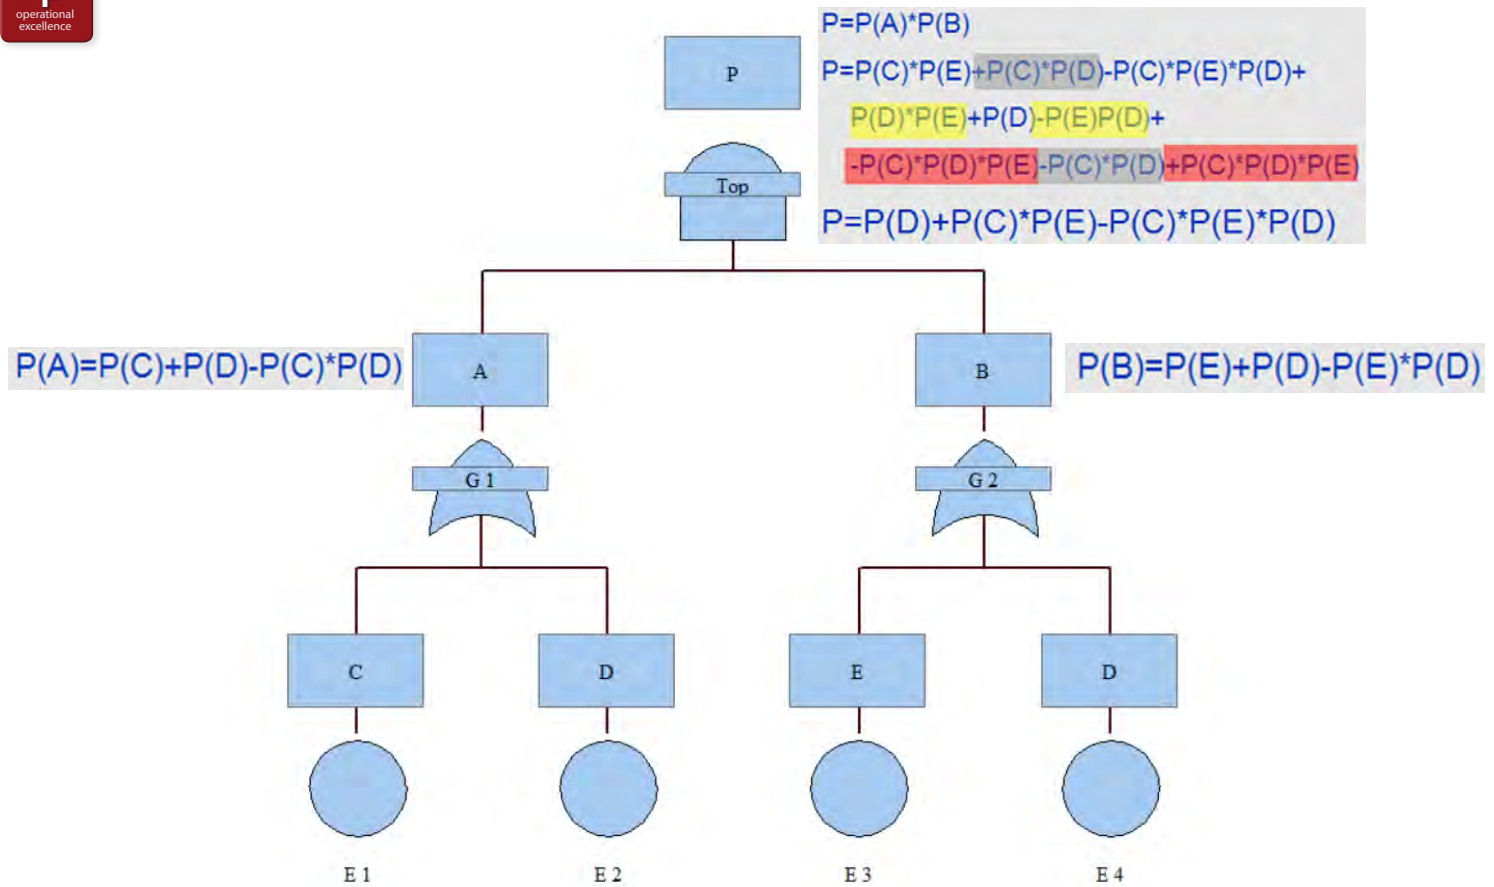 operational
excellence
P=P(A)*P(B)
P=P(C)*P(E)+P(C)*P(D)-P(C)*P(E)*P(D)+
P(D)*P(E)+P(D)-P(E)P(D)+
-P(C)*P(D)*P(E)-P(C)*P(D)+P(C)*P(D)*P(E)
P=P(D)+P(C)*P(E)-P(C)*P(E)*P(D)
P
Top
P(A)=P(C)+P(D)-P(C)*P(D)
A
B
P(B)=P(E)+P(D)-P(E)*P(D)
G 1
G 2
C
D
E
D
E 1
E 2
E 3
E 4